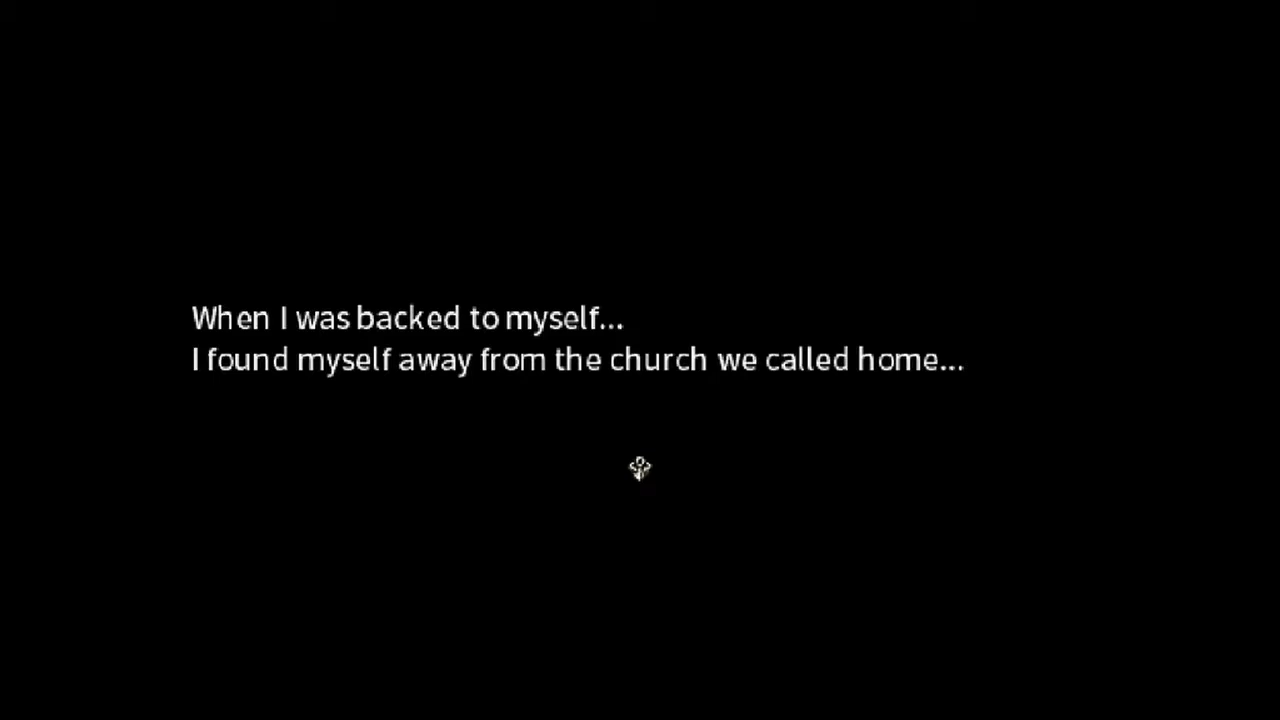 When I was backed to myself...
I found myself away from the church we called home...